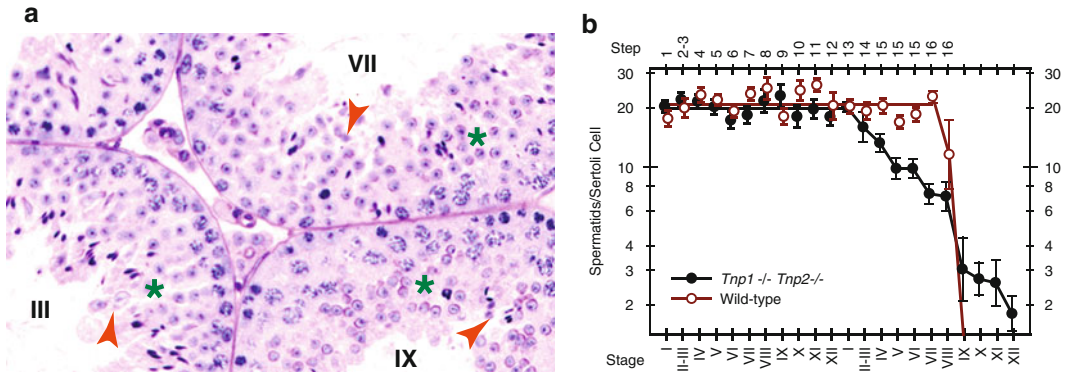 a
VII
*
III
*
*
IX
b
Step
1 2-3 4 5 6 7 8 9 10 11 12 13 14 15 15 15 16 16
30 30
20 20
10 10
8 8
6 6
4 4
2 2
Spermatids/Sertoli Cell
Tnp1 -/- Tnp2-/-
Wild-type
Stage
I II-III IV V VI VII VIII IX X XI XII I II-III IV V VI VII VIII IX X XI XII